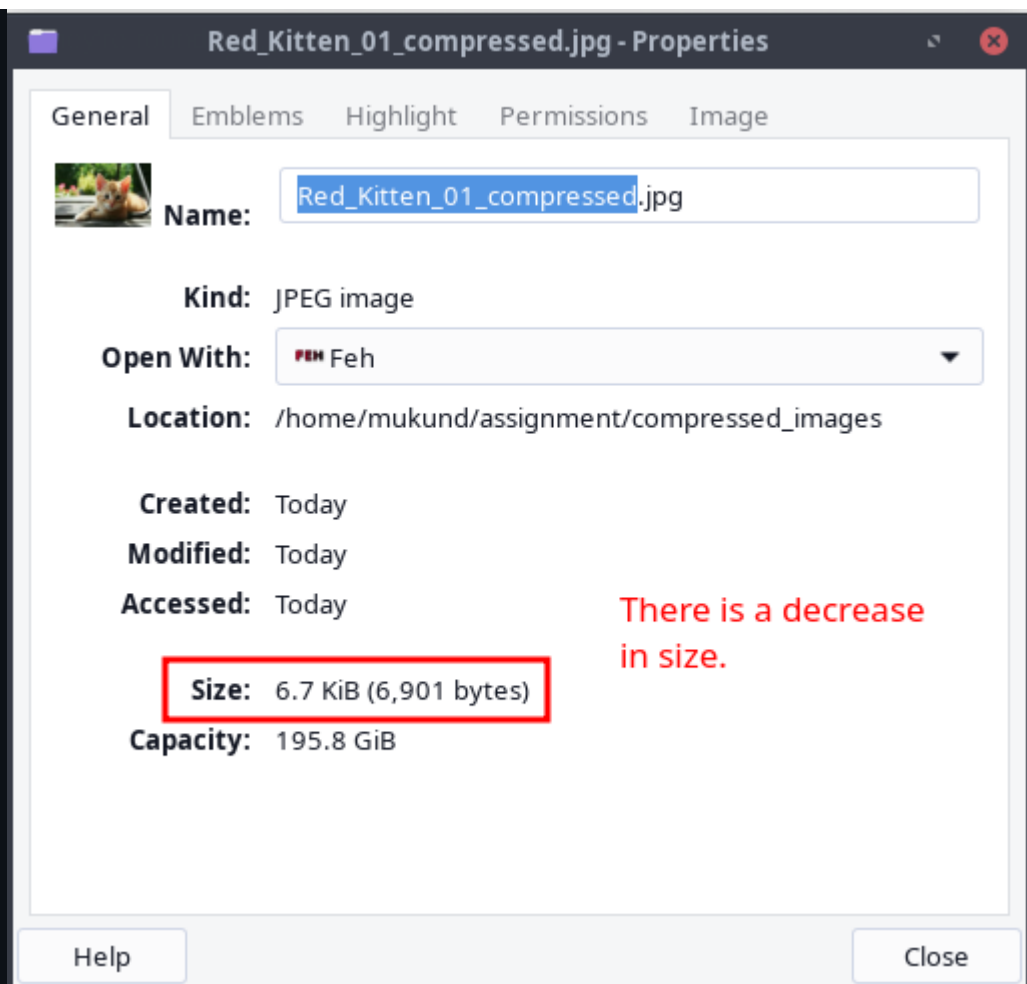 Red_Kitten_01_compressed.jpg - Properties
General Emblems Highlight Permissions Image
Name: Red_Kitten_01_compressed.jpg
Kind: JPEG image
Open With: FEH Feh
Location: /home/mukund/assignment/compressed_images
Created: Today
Modified: Today
Accessed: Today
There is a decrease
in size.
Size: 6.7 KiB (6,901 bytes)
Capacity: 195.8 GiB
Help Close